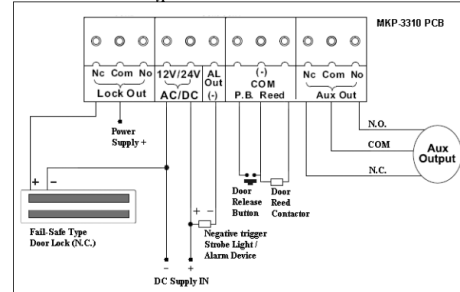 MKP-3310 PCB
Nc Com No 12V/24V AL (-) Nc Com No
Out COM
Lock Out AC/DC (-) P.B. Reed Aux Out
N.O.
Power
Supply +
COM
Aux
Output
N.C.
+ -
Door
Release
Button
Door
Reed
Contactor
+ -
Fail-Safe Type
Door Lock (N.C.)
Negative trigger
Strobe Light /
Alarm Device
- +
DC Supply IN